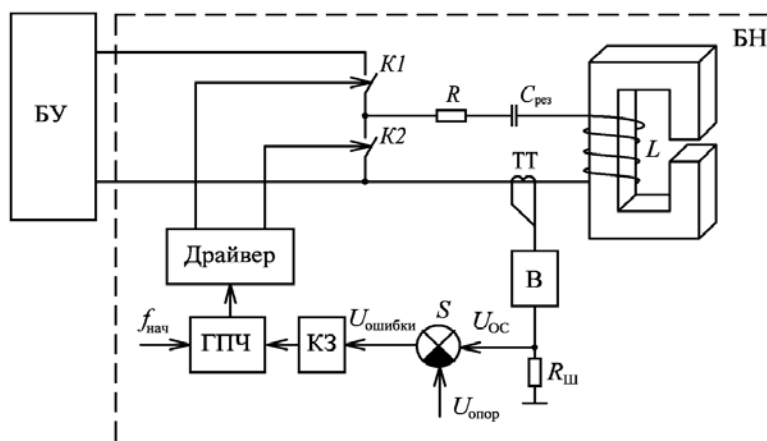 БУ
БН
К1
R
Cрез
К2
L
ТТ
Драйвер
В
fнач
ГПЧ
КЗ
Uошибки
S
UОС
RШ
Uопор